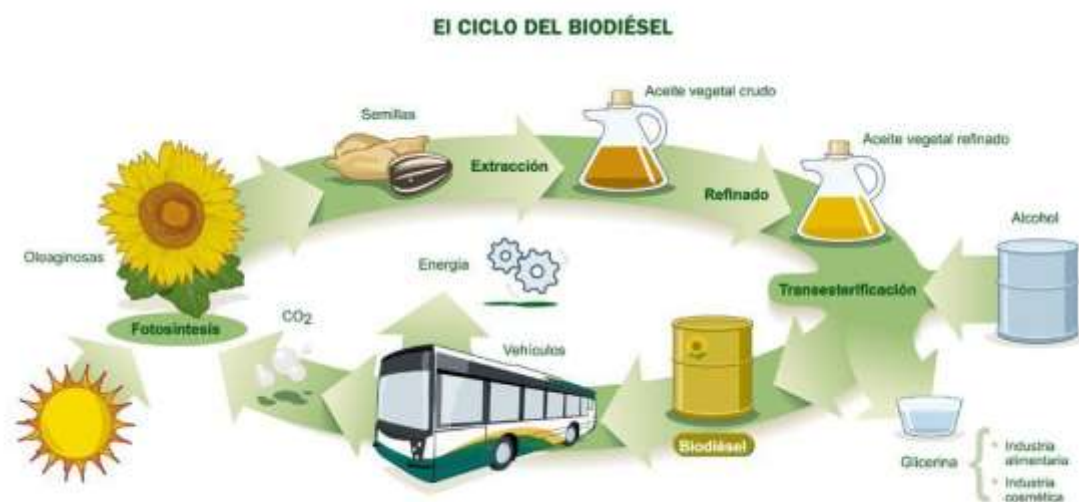 El CICLO DEL BIODIÉSEL
Aceite vegetal crudo
Semillas
Aceite vegetal refinado
Extracción
Refinado
Alcohol
Oleaginosas
Energía
Transesterificación
Fotosíntesis
CO2
Vehículos
Biodiésel
Glicerina
Industria
alimentaria
Industria
cosmética